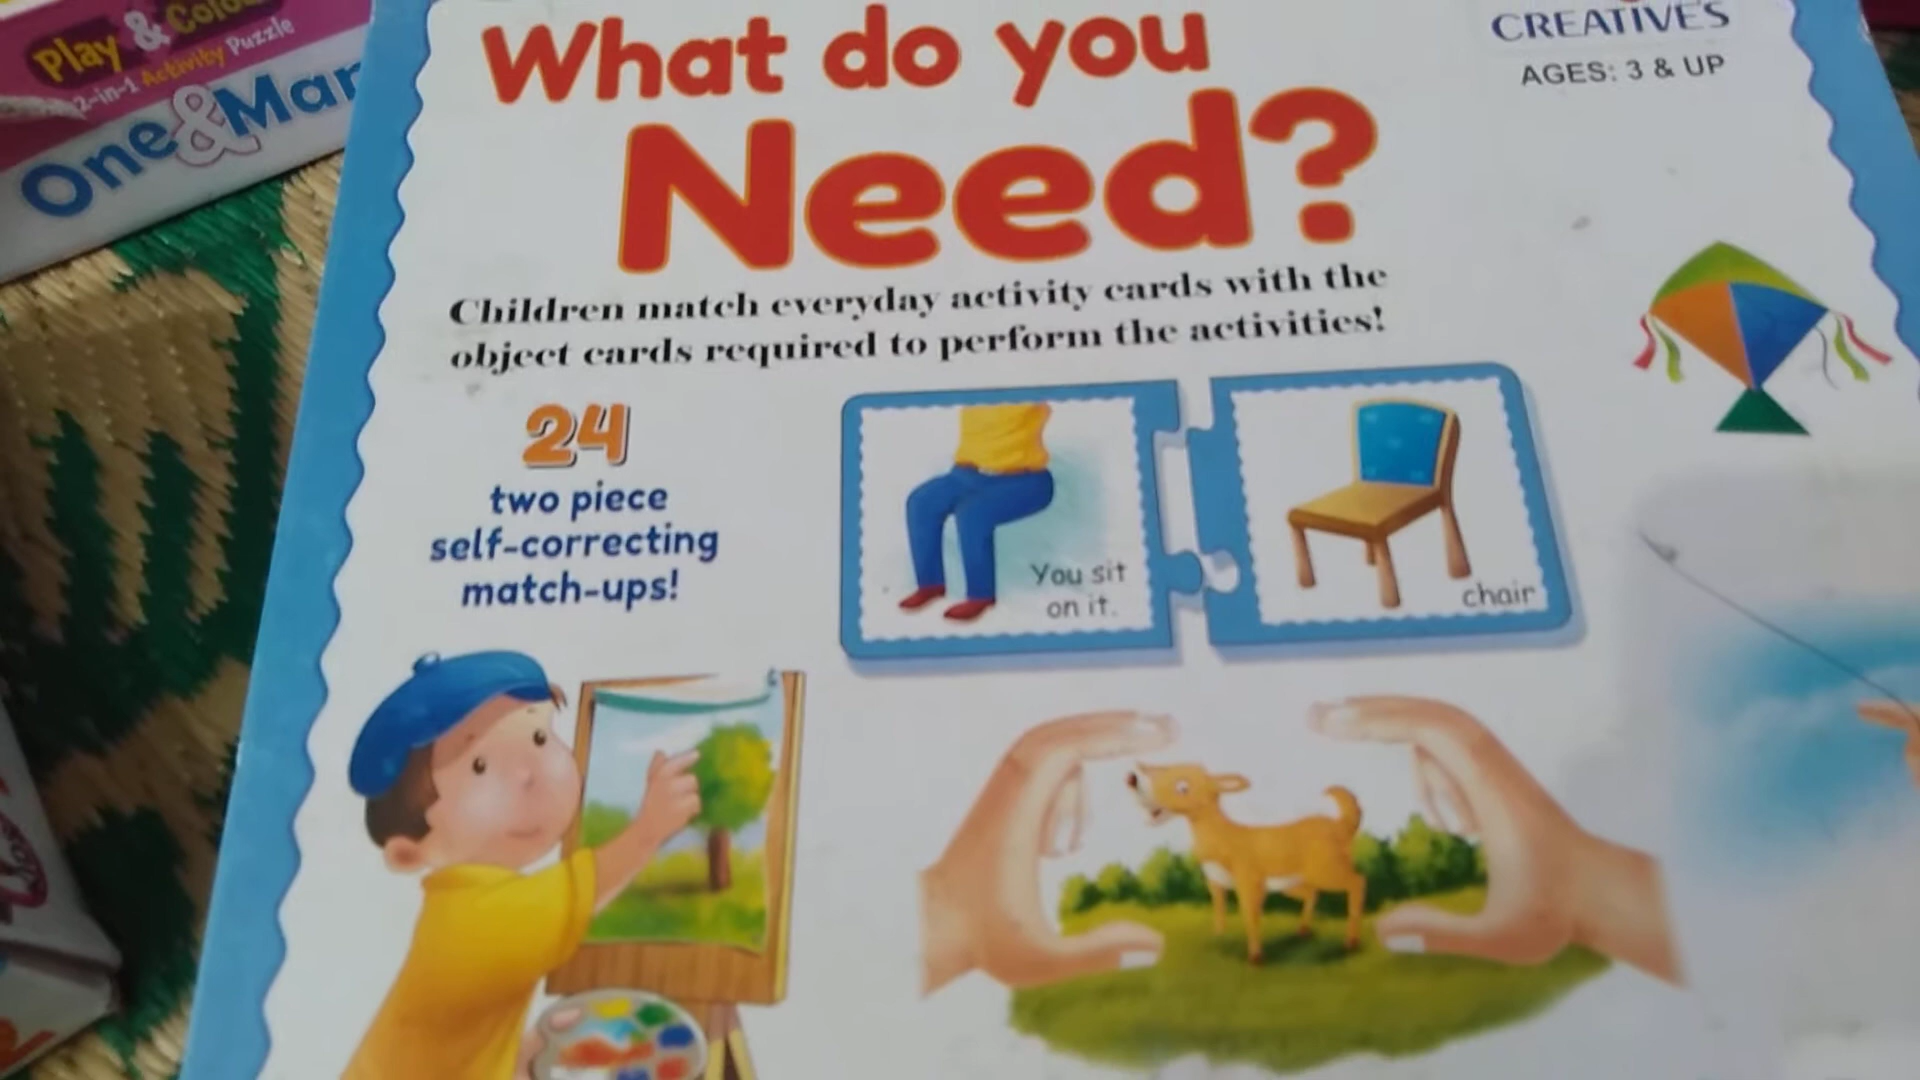 Play & Colour
2-in-1 Activity Puzzle
One & Man
What do you
Need?
CREATIVES
AGES: 3 & UP
Children match everyday activity cards with the
object cards required to perform the activities!
24
two piece
self-correcting
match-ups!
You sit
on it.
chair